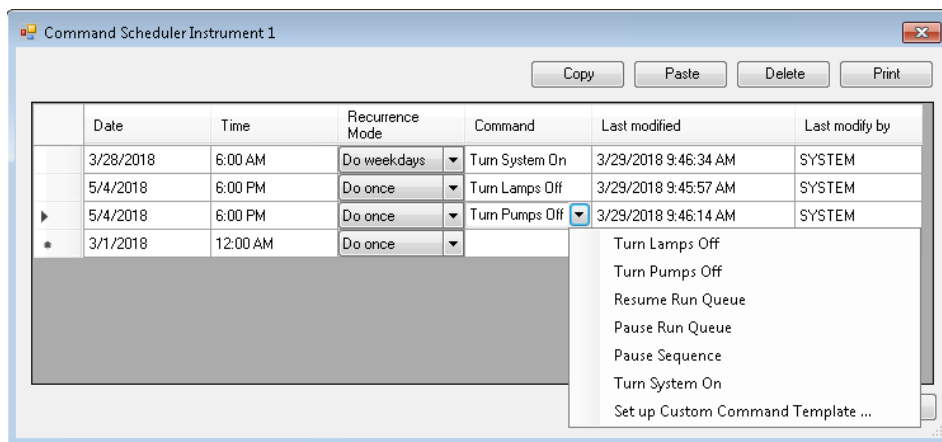 Command Scheduler Instrument 1
Copy Paste Delete Print
Date Time Recurrence Mode Command Last modified Last modify by
3/28/2018 6:00 AM Do weekdays Turn System On 3/29/2018 9:46:34 AM SYSTEM
5/4/2018 6:00 PM Do once Turn Lamps Off 3/29/2018 9:45:57 AM SYSTEM
5/4/2018 6:00 PM Do once Turn Pumps Off 3/29/2018 9:46:14 AM SYSTEM
3/1/2018 12:00 AM Do once
Turn Lamps Off
Turn Pumps Off
Resume Run Queue
Pause Run Queue
Pause Sequence
Turn System On
Set up Custom Command Template ...